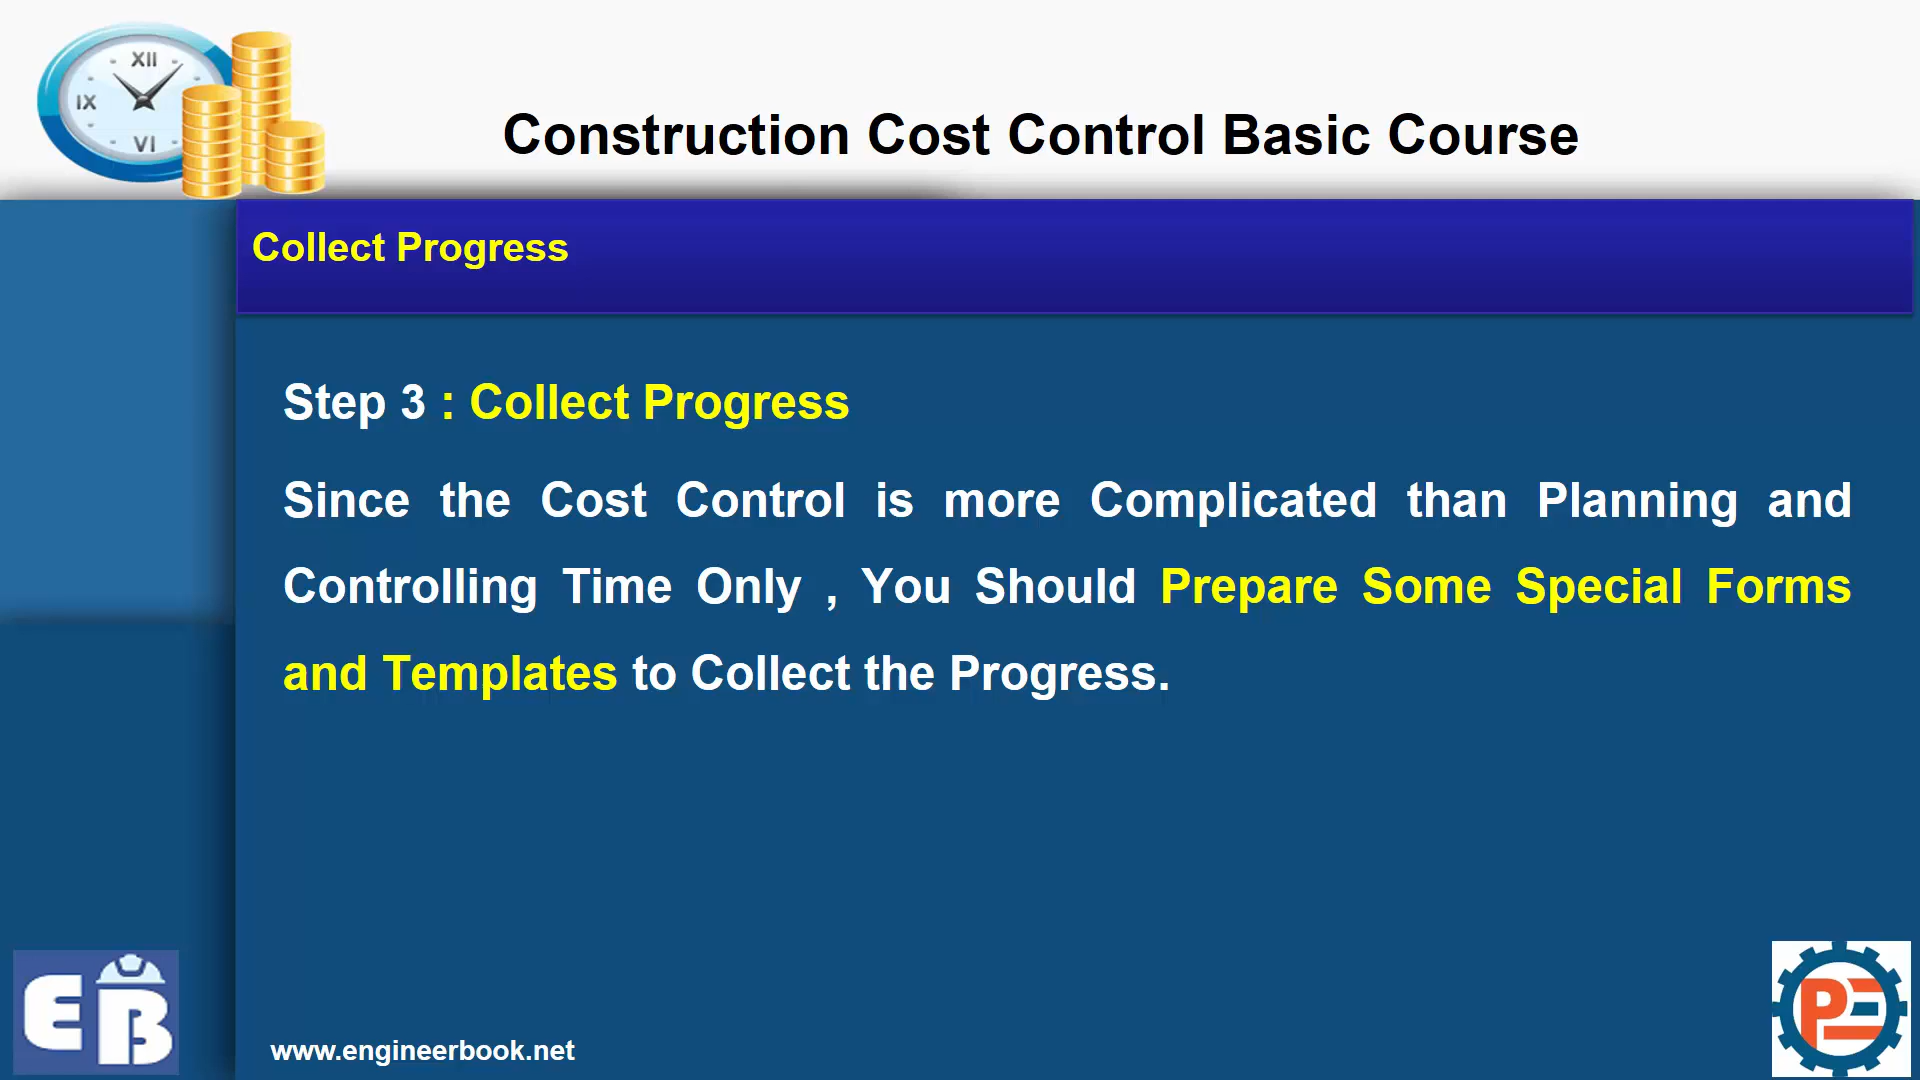 XII
IX
VI
Construction Cost Control Basic Course
Collect Progress
Step 3 : Collect Progress
Since the Cost Control is more Complicated than Planning and
Controlling Time Only , You Should Prepare Some Special Forms
and Templates to Collect the Progress.
EB
www.engineerbook.net
PE